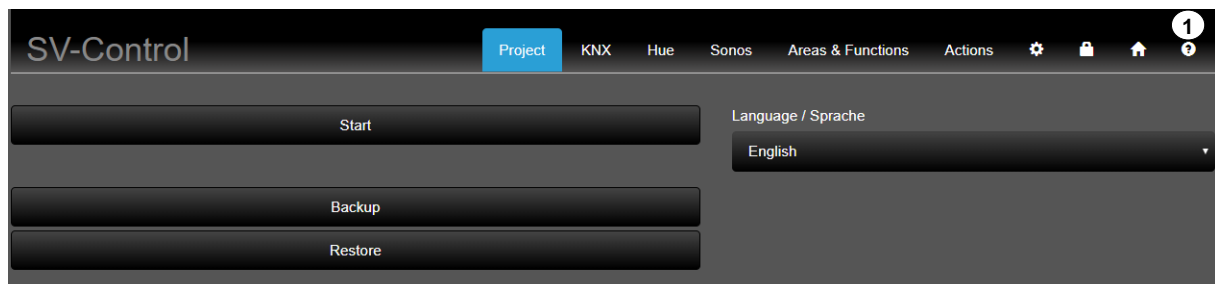 1
SV-Control Project KNX Hue Sonos Areas & Functions Actions ?
Start
Language / Sprache
English
Backup
Restore